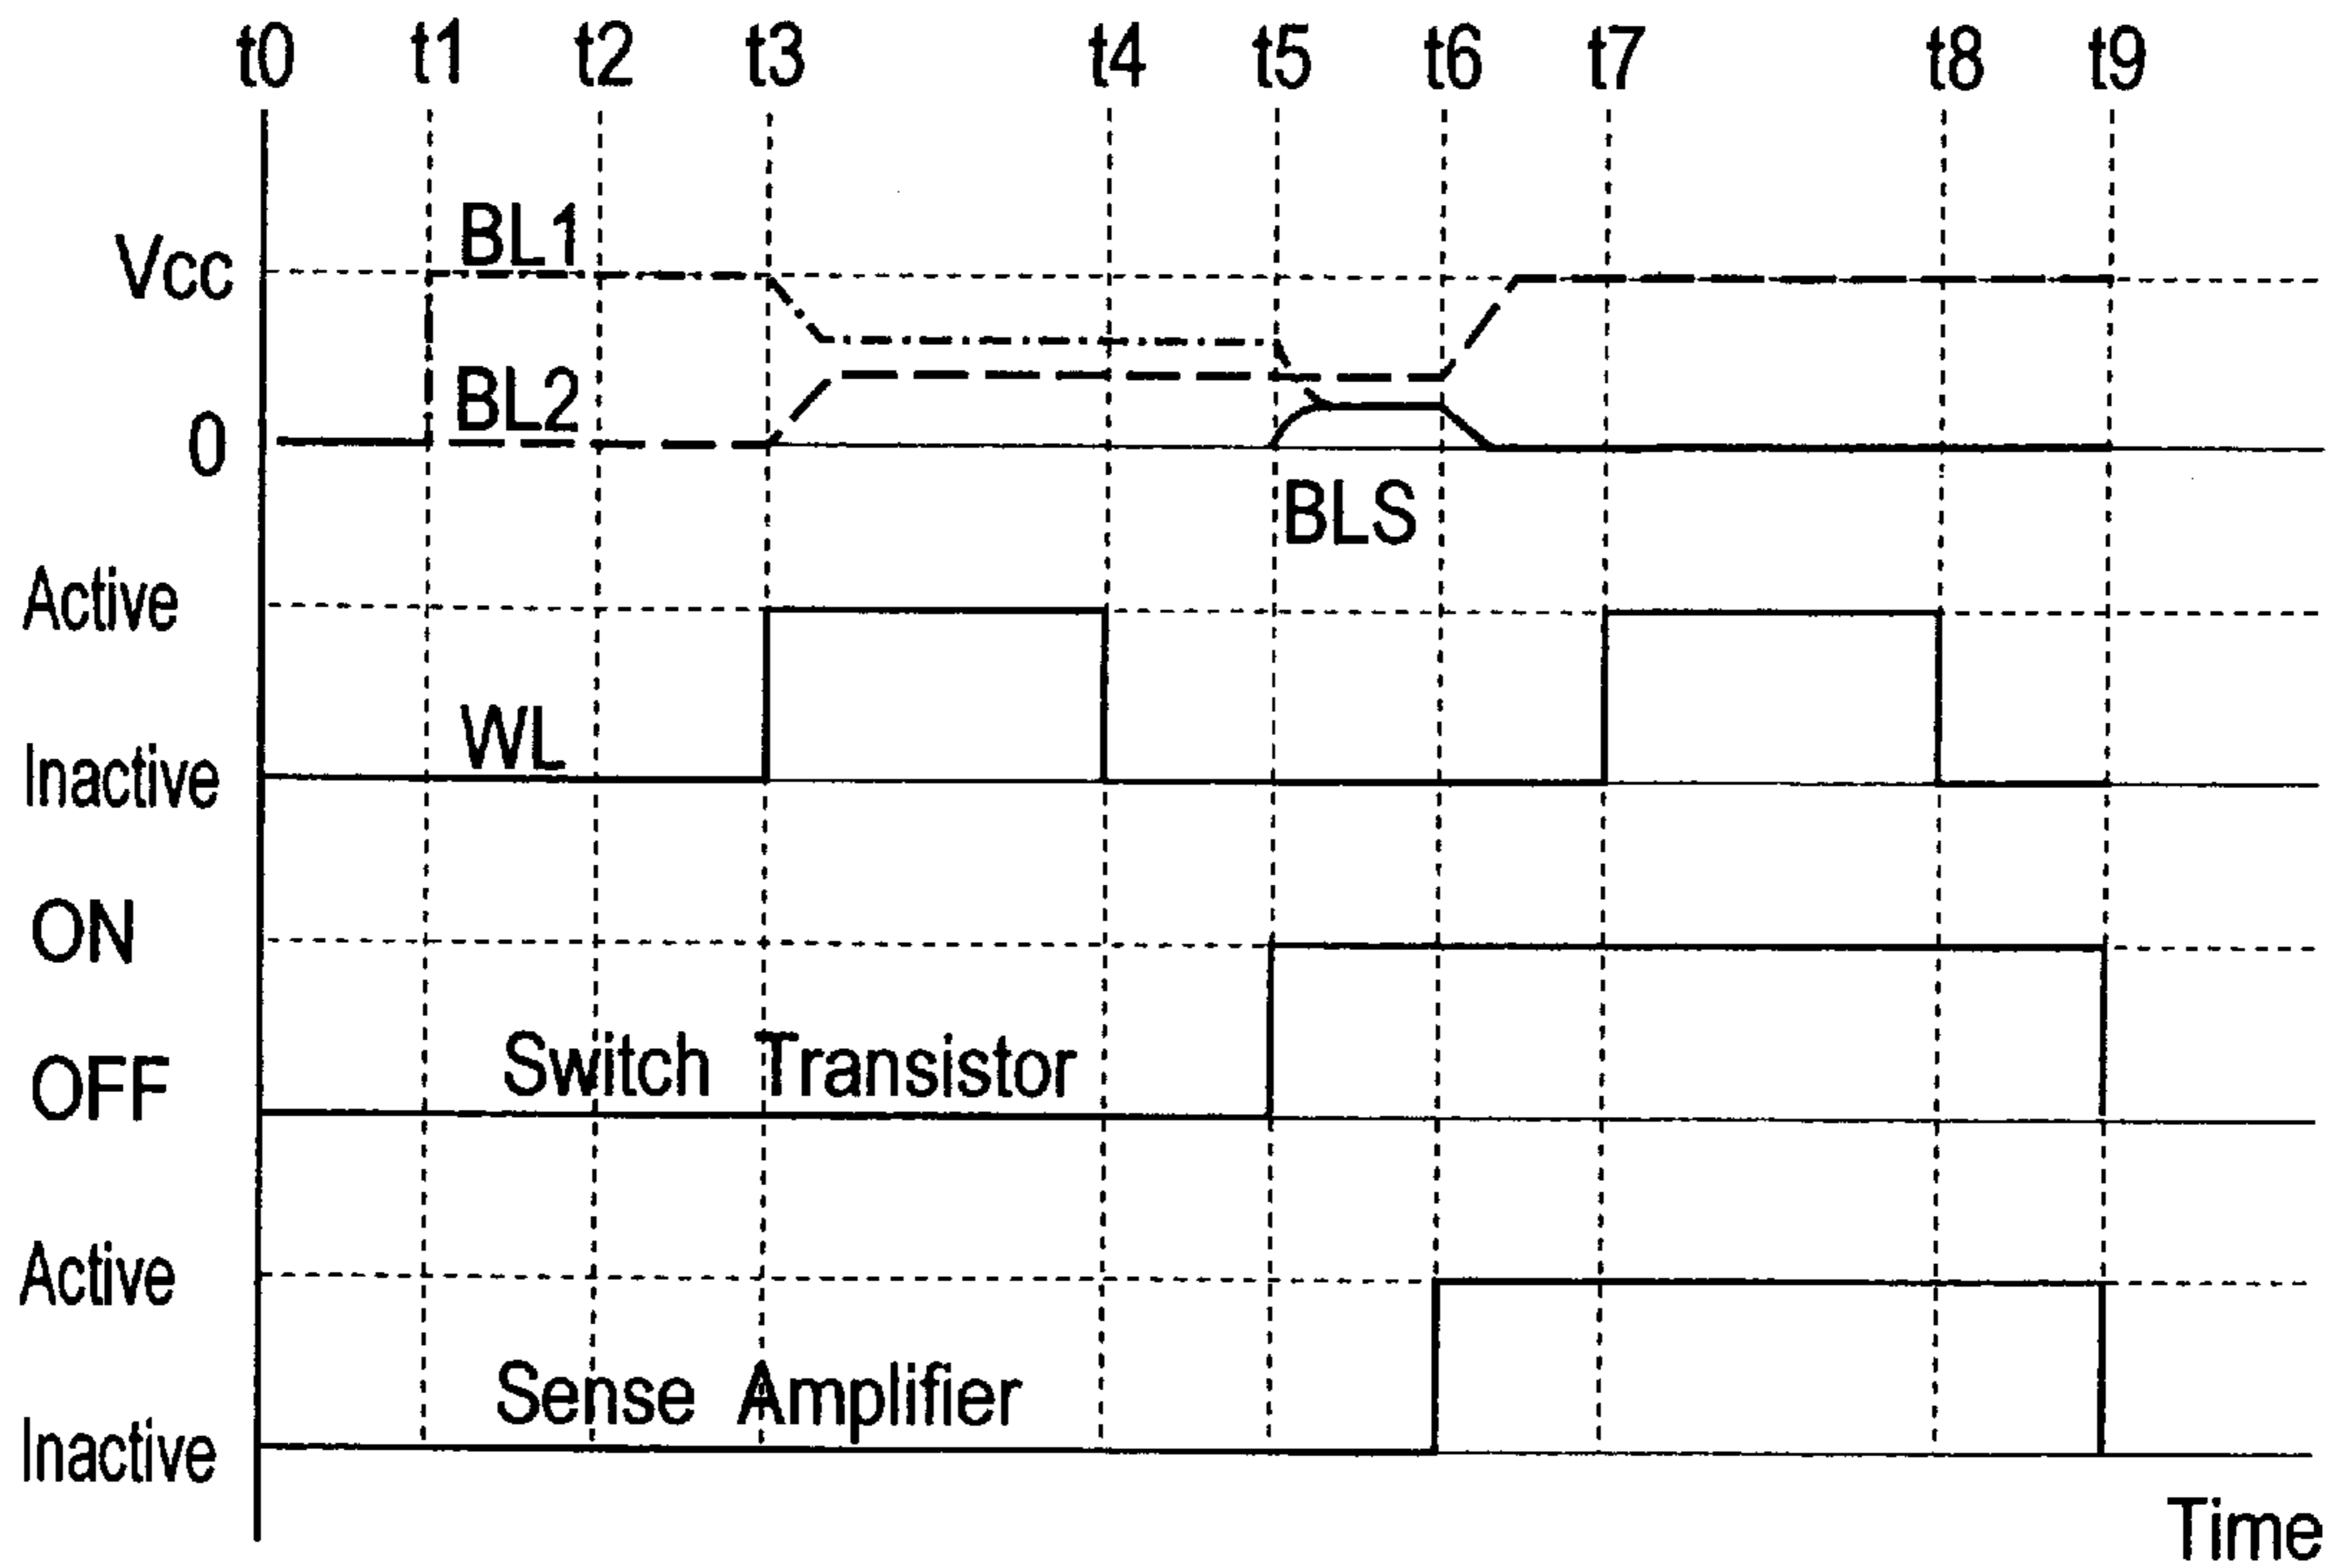 t0 t1 t2 t3 t4 t5 t6 t7 t8 t9
BL1
Vcc
BL2
0
BLS
Active
WL
Inactive
ON
Switch Transistor
OFF
Active
Sense Amplifier
Inactive
Time